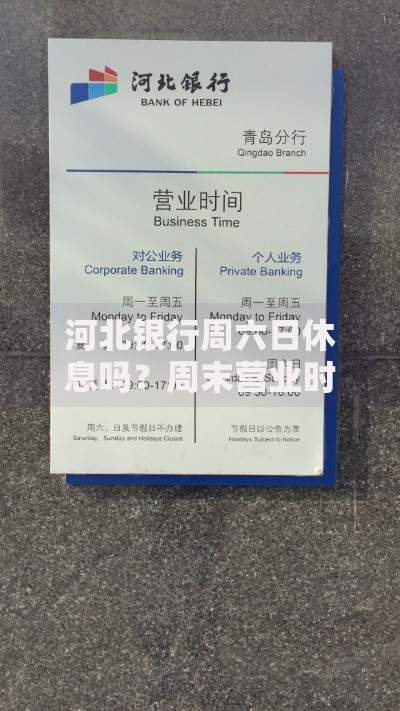 河北银行
BANK OF HEBEI
青岛分行
Qingdao Branch
营业时间
Business Time
对公业务
Corporate Banking
周一至周五
Monday to Friday
个人业务
Private Banking
周一至周五
Monday to Friday
09:00-17:00
河北银行周六日休
息吗？周末营业时
周六、日及节假日不办理
Saturday、Sunday and Holidays Closed
节假日以公告为准
Holidays Subject to Notice